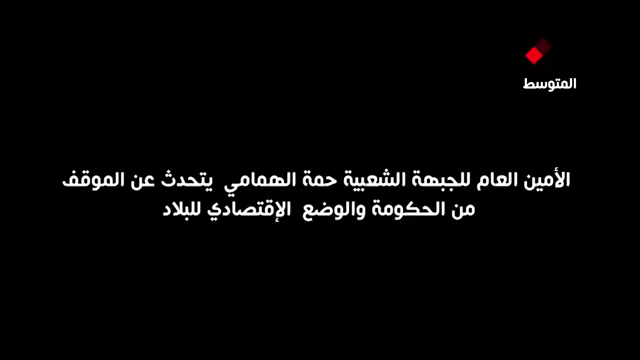 المتوسط
الأمين العام للجبهة الشعبية حمة الهمامي يتحدث عن الموقف
من الحكومة والوضع الإقتصادي للبلاد